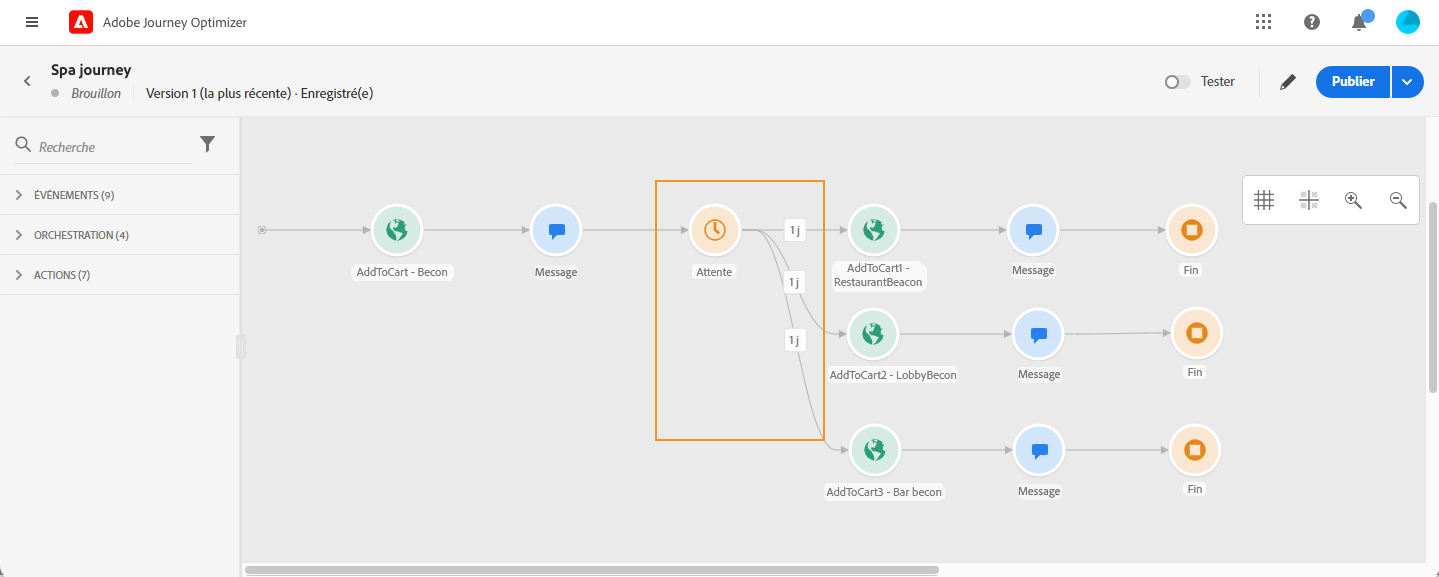 Adobe Journey Optimizer
Spa journey
Brouillon Version 1 (la plus récente) · Enregistré(e)
Tester
Publier
Recherche
ÉVÉNEMENTS (9)
ORCHESTRATION (4)
ACTIONS (7)
AddToCart - Becon
Message
Attente
1 j
1 j
1 j
AddToCart1 -
RestaurantBeacon
Message
Fin
AddToCart2 - LobbyBecon
Message
Fin
AddToCart3 - Bar becon
Message
Fin